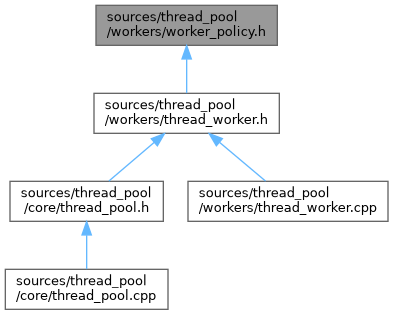 sources/thread_pool
/workers/worker_policy.h
sources/thread_pool
/workers/thread_worker.h
sources/thread_pool
/core/thread_pool.h
sources/thread_pool
/workers/thread_worker.cpp
sources/thread_pool
/core/thread_pool.cpp